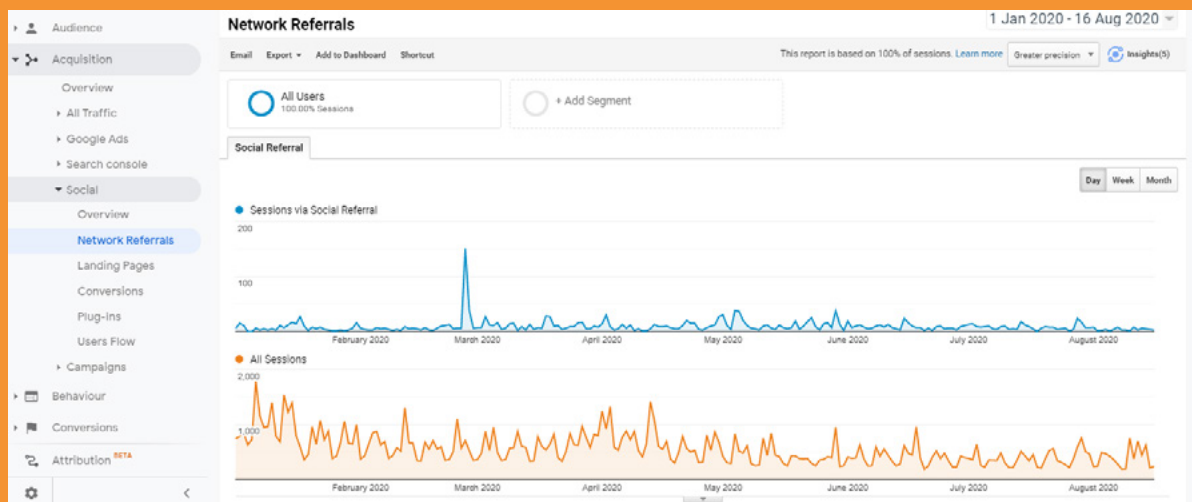 Audience
Acquisition
Overview
All Traffic
Google Ads
Search console
Social
Overview
Network Referrals
Landing Pages
Conversions
Plug-ins
Users Flow
Campaigns
Behaviour
Conversions
Attribution BETA
Network Referrals
1 Jan 2020 - 16 Aug 2020
Email Export Add to Dashboard Shortcut
This report is based on 100% of sessions. Learn more Greater precision Insights(5)
All Users
100.00% Sessions
+ Add Segment
Social Referral
Day Week Month
Sessions via Social Referral
200
100
February 2020 March 2020 April 2020 May 2020 June 2020 July 2020 August 2020
All Sessions
2,000
1,000
February 2020 March 2020 April 2020 May 2020 June 2020 July 2020 August 2020